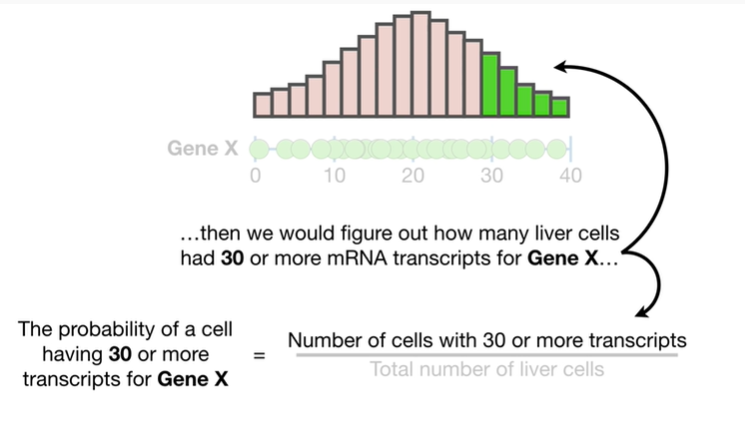 Gene X
0 10 20 30 40
...then we would figure out how many liver cells
had 30 or more mRNA transcripts for Gene X...
The probability of a cell
having 30 or more
transcripts for Gene X
=
Number of cells with 30 or more transcripts
Total number of liver cells